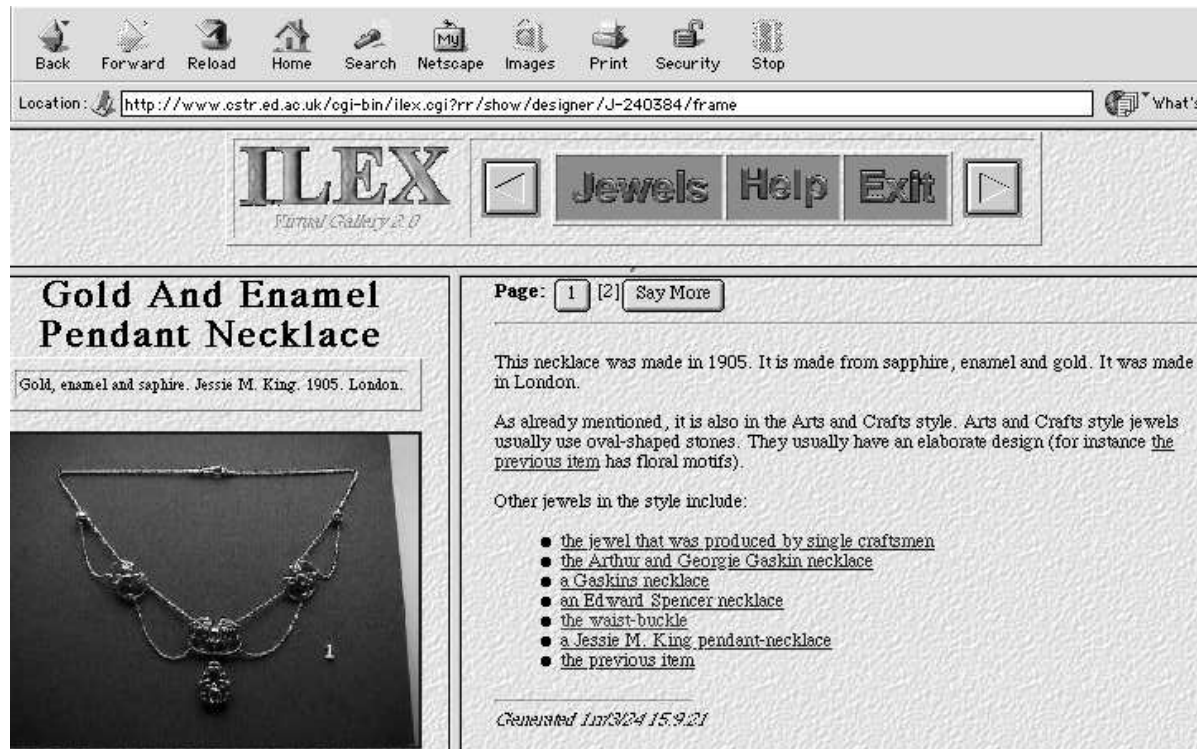 Back Forward Reload Home Search Netscape Images Print Security Stop
Location: http://www.cstr.ed.ac.uk/cgi-bin/ilex.cgi?rr/show/designer/J-240384/frame What's
ILEX
Virtual Gallery 2.0
Jewels Help Exit
Gold And Enamel
Pendant Necklace
Gold, enamel and saphire. Jessie M. King. 1905. London.
1
Page: 1 [2] Say More
This necklace was made in 1905. It is made from sapphire, enamel and gold. It was made
in London.
As already mentioned, it is also in the Arts and Crafts style. Arts and Crafts style jewels
usually use oval-shaped stones. They usually have an elaborate design (for instance the
previous item has floral motifs).
Other jewels in the style include:
the jewel that was produced by single craftsmen
the Arthur and Georgie Gaskin necklace
a Gaskins necklace
an Edward Spencer necklace
the waist-buckle
a Jessie M. King pendant-necklace
the previous item
Generated 15:9:21